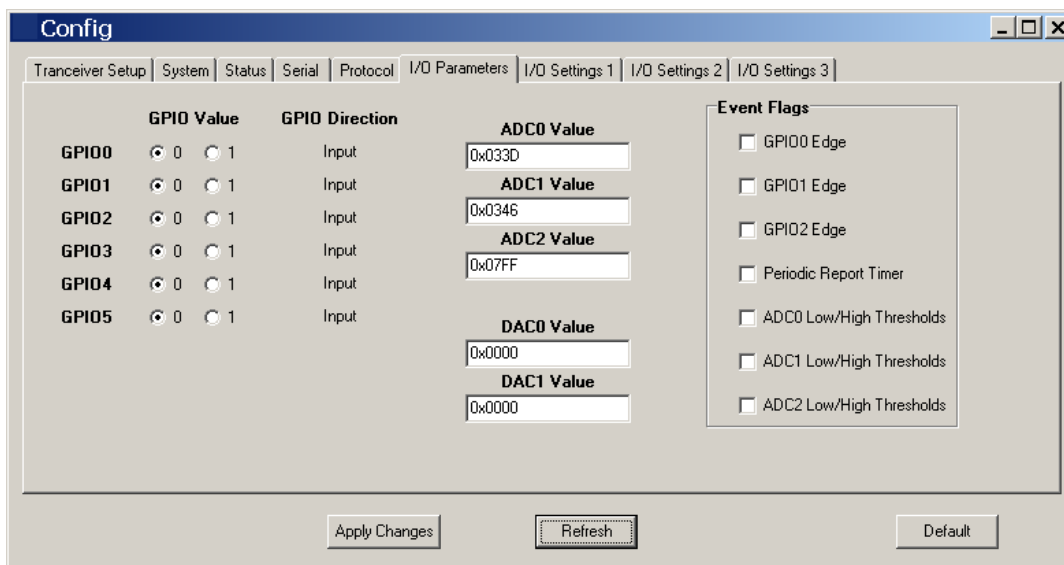 Config
Tranceiver Setup System Status Serial Protocol I/O Parameters I/O Settings 1 I/O Settings 2 I/O Settings 3
GPIO Value GPIO Direction
GPIO0 0 1 Input
GPIO1 0 1 Input
GPIO2 0 1 Input
GPIO3 0 1 Input
GPIO4 0 1 Input
GPIO5 0 1 Input
ADC0 Value
0x033D
ADC1 Value
0x0346
ADC2 Value
0x07FF
DAC0 Value
0x0000
DAC1 Value
0x0000
Event Flags
GPIO0 Edge
GPIO1 Edge
GPIO2 Edge
Periodic Report Timer
ADC0 Low/High Thresholds
ADC1 Low/High Thresholds
ADC2 Low/High Thresholds
Apply Changes Refresh Default